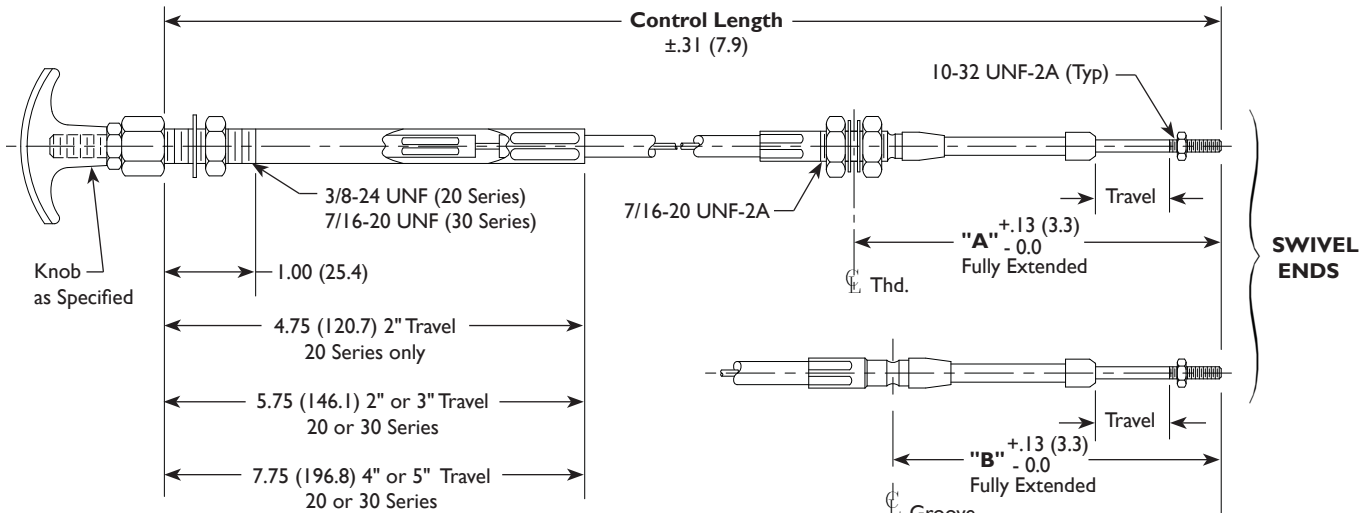 Control Length
±.31 (7.9)
10-32 UNF-2A (Typ)
3/8-24 UNF (20 Series)
7/16-20 UNF (30 Series)
7/16-20 UNF-2A
Travel
"A" +.13 (3.3)
- 0.0
Fully Extended
SWIVEL
ENDS
Knob
as Specified
1.00 (25.4)
℄ Thd.
4.75 (120.7) 2" Travel
20 Series only
5.75 (146.1) 2" or 3" Travel
20 or 30 Series
Travel
"B" +.13 (3.3)
- 0.0
Fully Extended
7.75 (196.8) 4" or 5" Travel
20 or 30 Series
℄ Groove